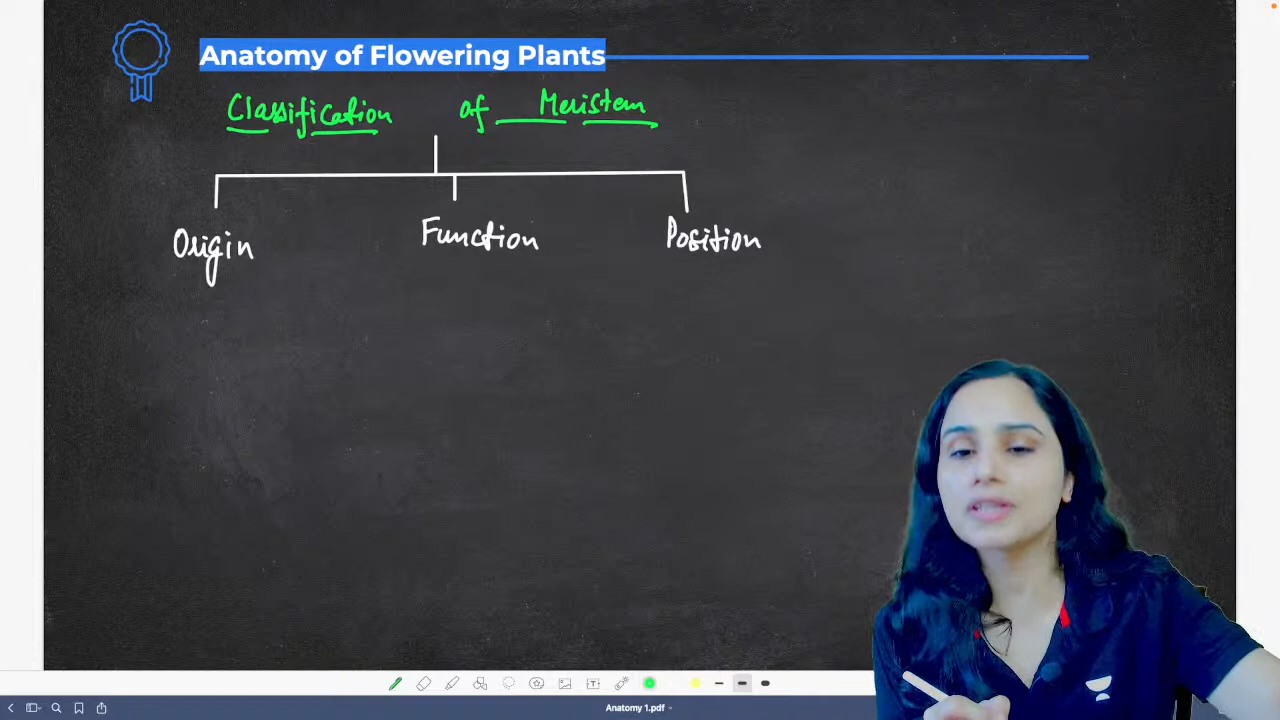 Anatomy of Flowering Plants
Classification of Meristem
Origin Function Position
Anatomy 1.pdf